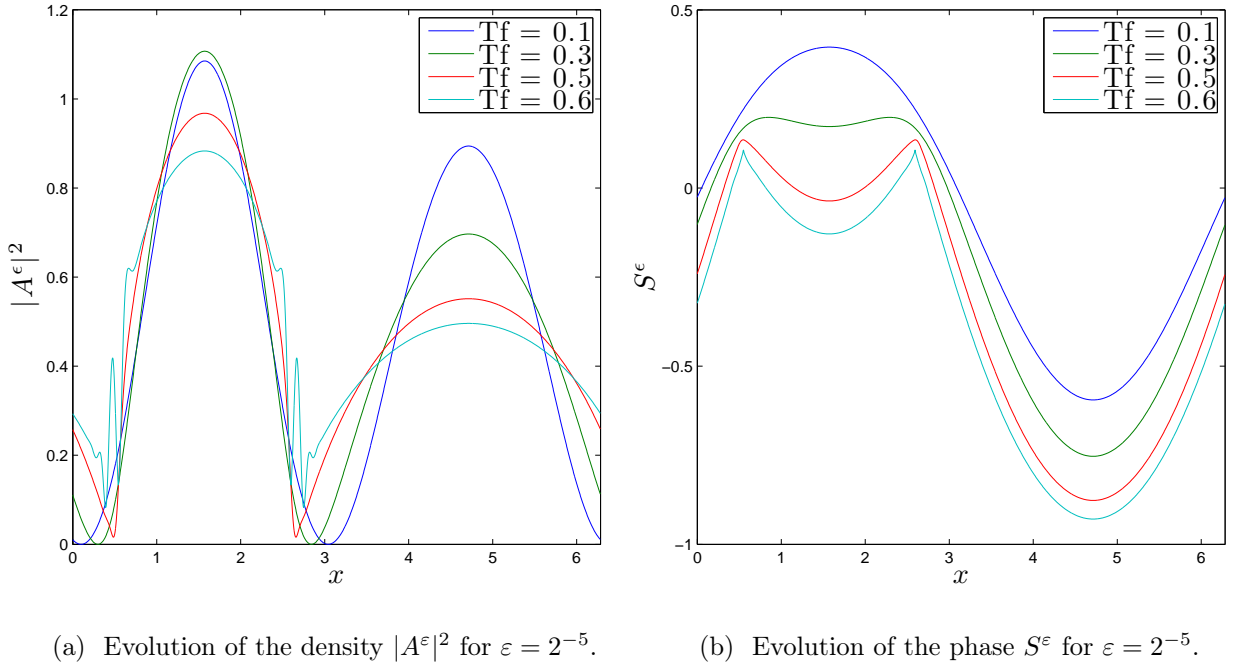 1.2
1
0.8
0.6
0.4
0.2
0
|A^ϵ|^2
0 1 2 3 4 5 6
x
Tf = 0.1
Tf = 0.3
Tf = 0.5
Tf = 0.6
0.5
0
−0.5
−1
S^ϵ
0 1 2 3 4 5 6
x
Tf = 0.1
Tf = 0.3
Tf = 0.5
Tf = 0.6
(a) Evolution of the density |A^ε|^2 for ε = 2^−5.
(b) Evolution of the phase S^ε for ε = 2^−5.